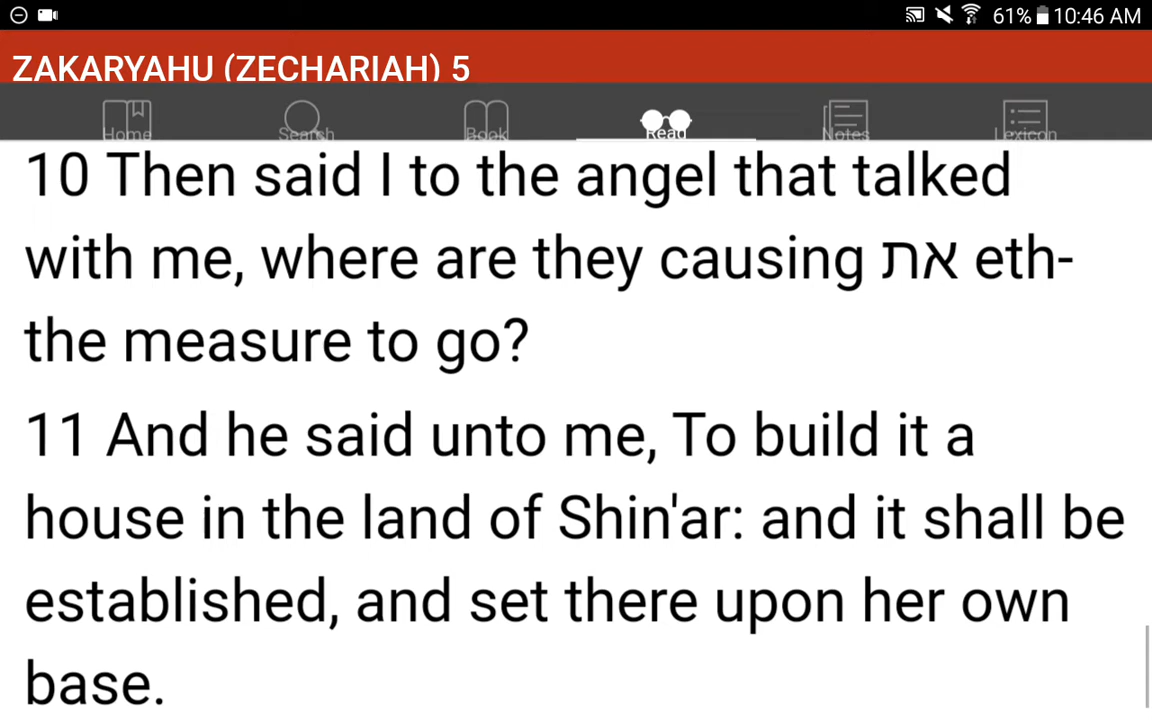 61% 10:46 AM
ZAKARYAHU (ZECHARIAH) 5
Home Search Book Read Notes Lexicon
10 Then said I to the angel that talked
with me, where are they causing את eth-
the measure to go?
11 And he said unto me, To build it a
house in the land of Shin'ar: and it shall be
established, and set there upon her own
base.